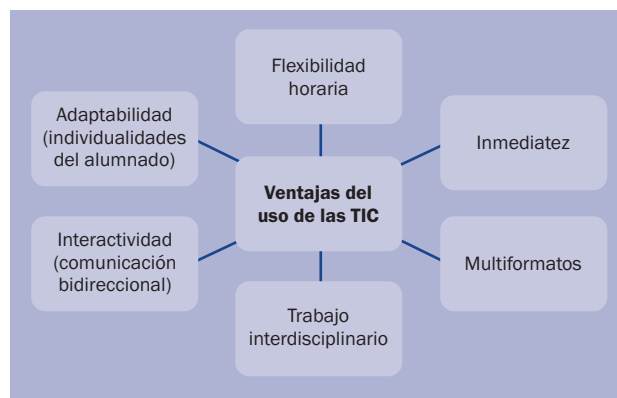 Flexibilidad
horaria
Adaptabilidad
(individualidades
del alumnado)
Inmediatez
Ventajas del
uso de las TIC
Interactividad
(comunicación
bidireccional)
Multiformatos
Trabajo
interdisciplinario